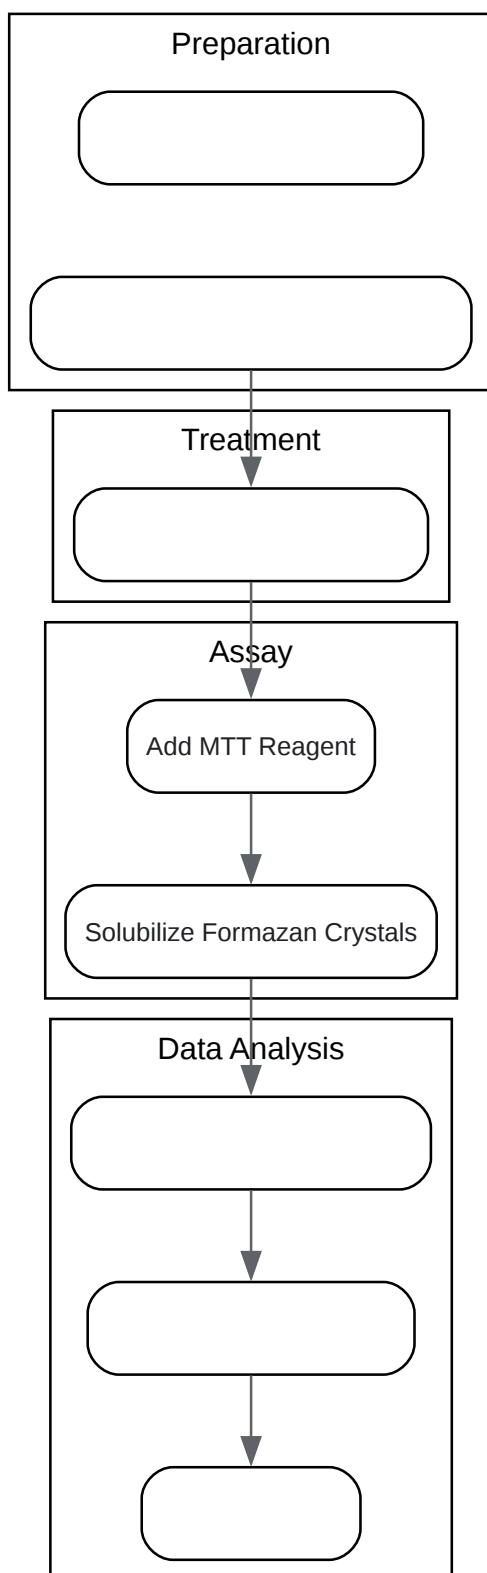 Preparation
Treatment
Assay
Add MTT Reagent
Solubilize Formazan Crystals
Data Analysis